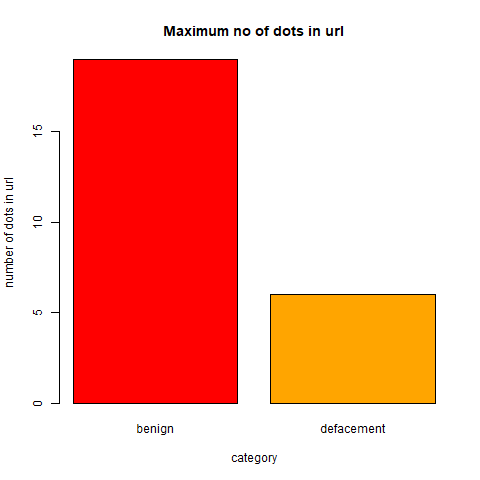 Maximum no of dots in url
number of dots in url
15
10
5
0
benign
defacement
category